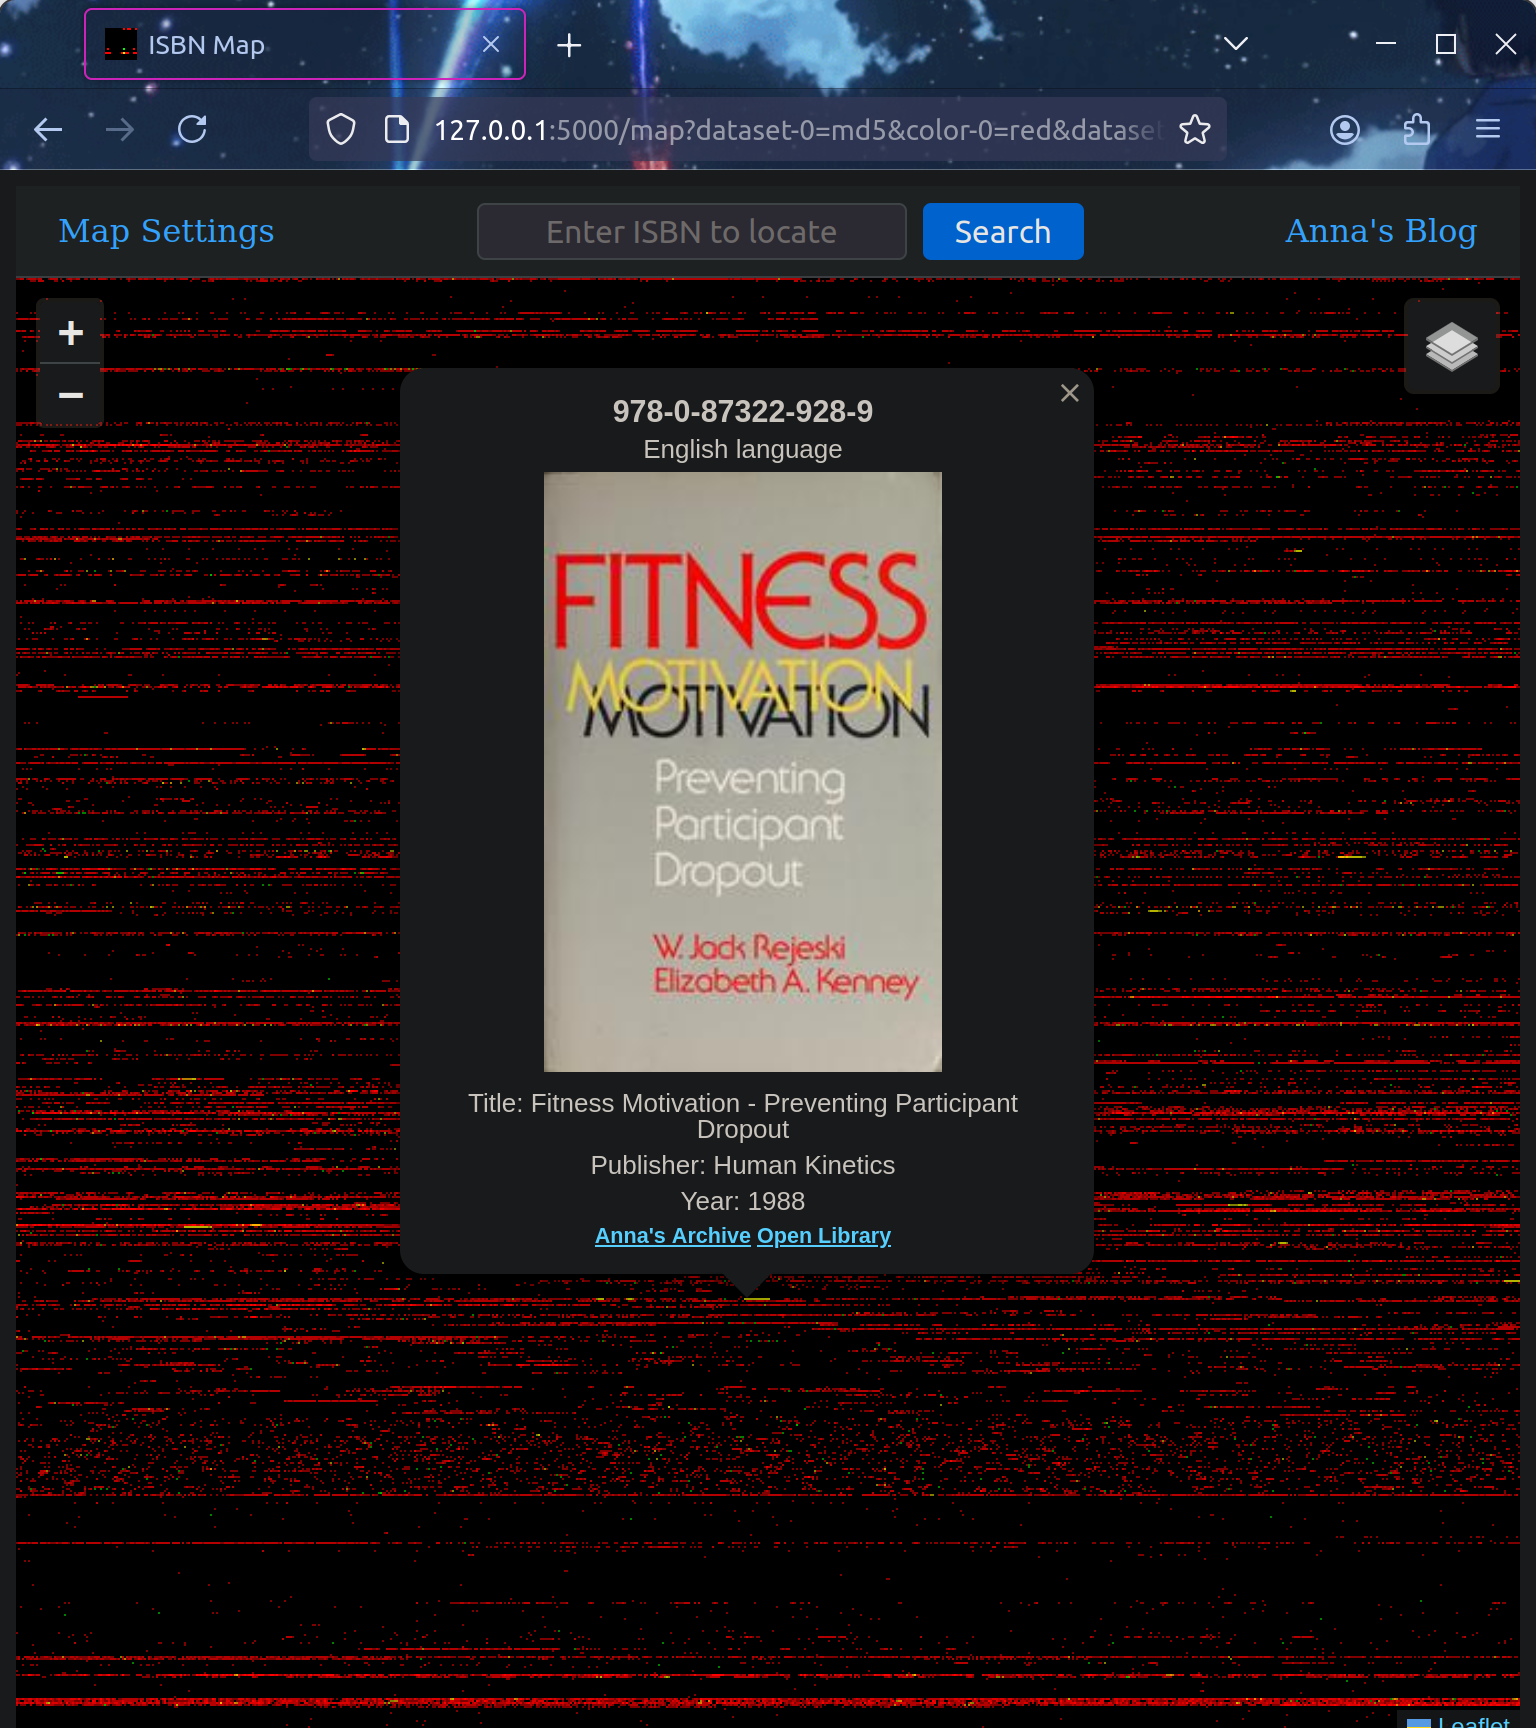 ISBN Map
127.0.0.1:5000/map?dataset-0=md5&color-0=red&dataset
Map Settings
Enter ISBN to locate
Search
Anna's Blog
+
−
978-0-87322-928-9
English language
FITNESS
MOTIVATION
MOTIVATION
Preventing
Participant
Dropout
W. Jack Rejeski
Elizabeth A. Kenney
Title: Fitness Motivation - Preventing Participant
Dropout
Publisher: Human Kinetics
Year: 1988
Anna's Archive Open Library
Leaflet